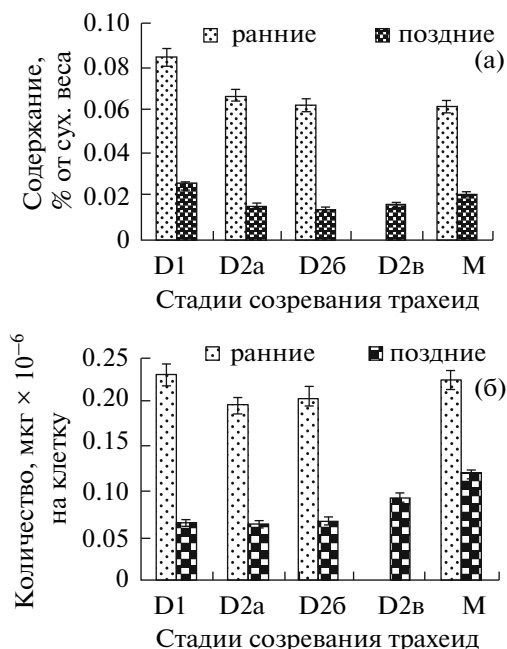 Содержание,
% от сух. веса
0.10
0.08
0.06
0.04
0.02
0
ранние поздние
(а)
D1 D2а D2б D2в М
Стадии созревания трахеид
Количество, мкг × 10⁻⁶
на клетку
0.25
0.20
0.15
0.10
0.05
0
ранние поздние
(б)
D1 D2а D2б D2в М
Стадии созревания трахеид